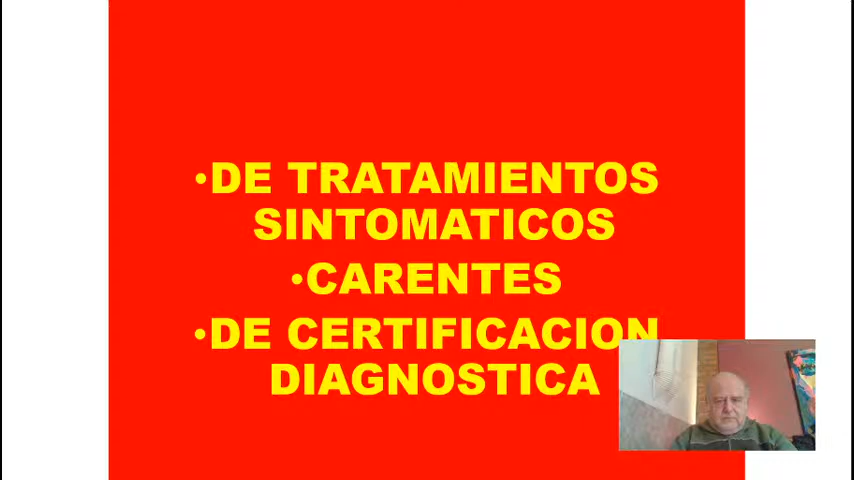 •DE TRATAMIENTOS
SINTOMATICOS
•CARENTES
•DE CERTIFICACION
DIAGNOSTICA